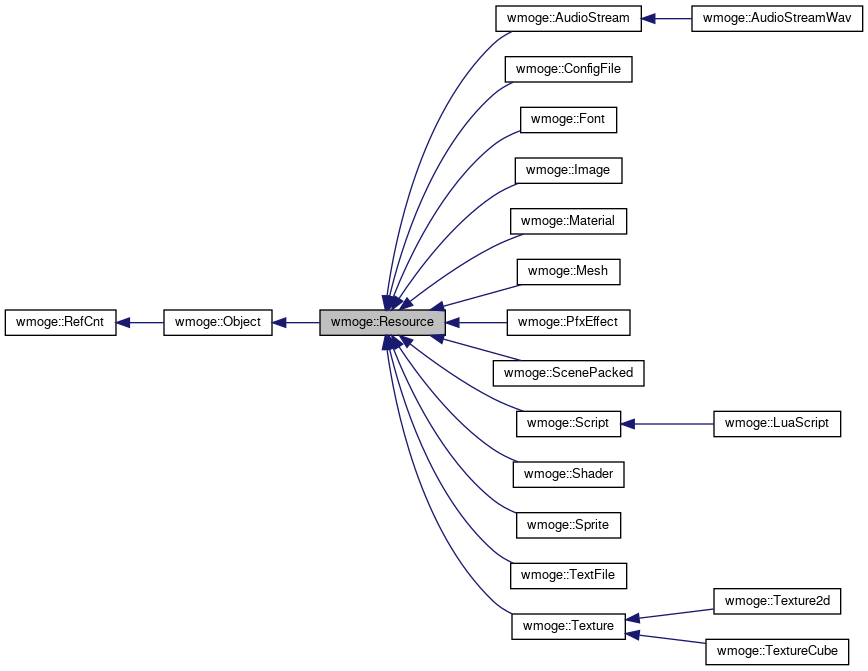 wmoge::AudioStream
wmoge::AudioStreamWav
wmoge::ConfigFile
wmoge::Font
wmoge::Image
wmoge::Material
wmoge::Mesh
wmoge::RefCnt
wmoge::Object
wmoge::Resource
wmoge::PfxEffect
wmoge::ScenePacked
wmoge::Script
wmoge::LuaScript
wmoge::Shader
wmoge::Sprite
wmoge::TextFile
wmoge::Texture
wmoge::Texture2d
wmoge::TextureCube